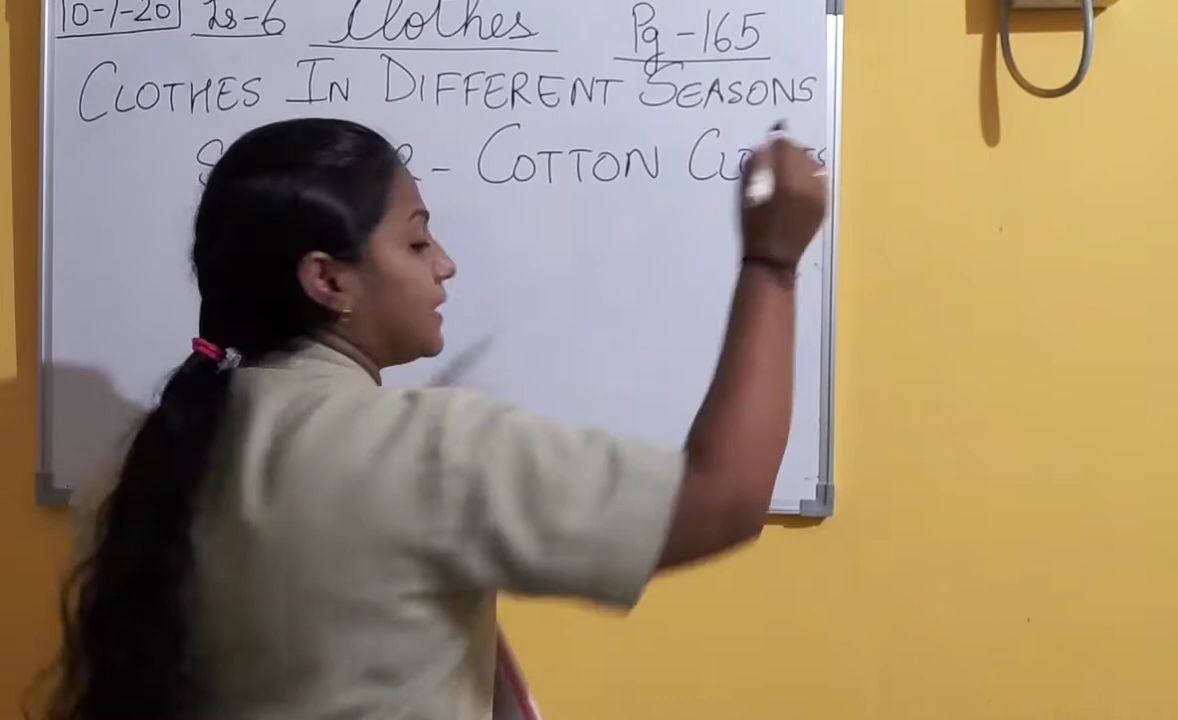 10-7-20 Ls-6 Clothes Pg-165
CLOTHES IN DIFFERENT SEASONS
- COTTON